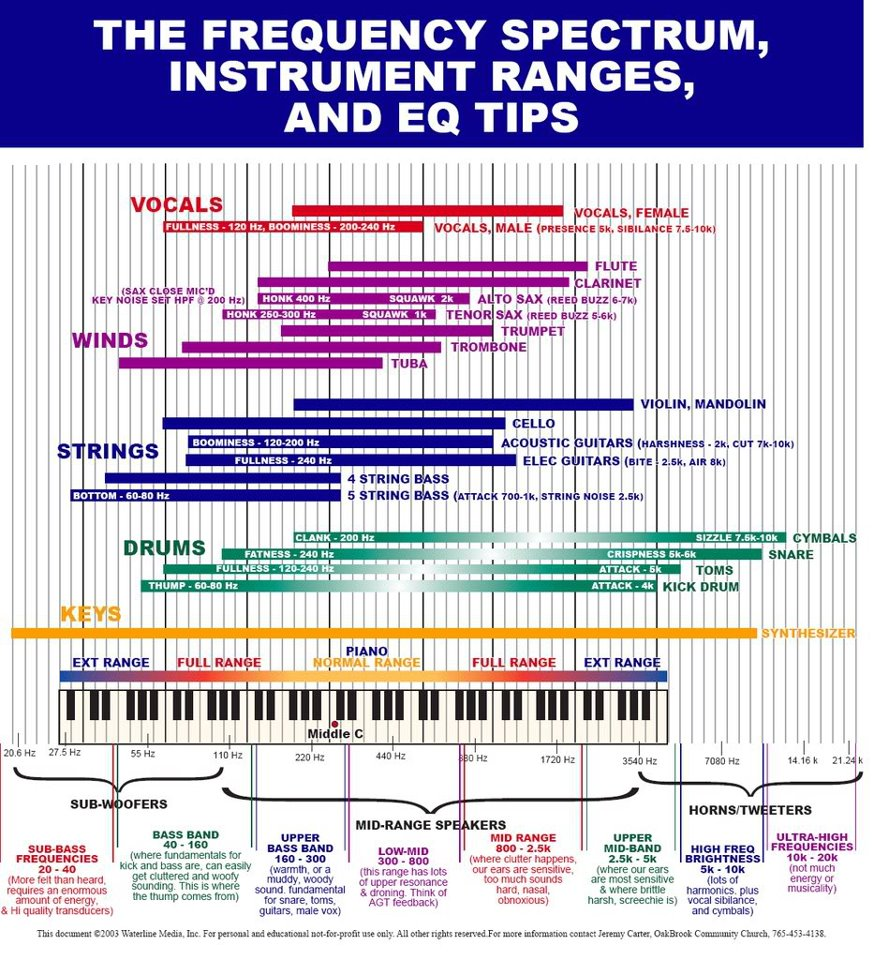 THE FREQUENCY SPECTRUM,
INSTRUMENT RANGES,
AND EQ TIPS
VOCALS
VOCALS, FEMALE
FULLNESS - 120 Hz, BOOMINESS - 200-240 Hz
VOCALS, MALE (PRESENCE 5k, SIBILANCE 7.5-10k)
FLUTE
CLARINET
(SAX CLOSE MIC'D
KEY NOISE SET HPF @ 200 Hz)
HONK 400 Hz SQUAWK 2k
ALTO SAX (REED BUZZ 6-7k)
HONK 250-300 Hz SQUAWK 1k
TENOR SAX (REED BUZZ 5-6k)
WINDS
TRUMPET
TROMBONE
TUBA
VIOLIN, MANDOLIN
CELLO
STRINGS
BOOMINESS - 120-200 Hz
ACOUSTIC GUITARS (HARSHNESS - 2k, CUT 7k-10k)
FULLNESS - 240 Hz
ELEC GUITARS (BITE - 2.5k, AIR 8k)
4 STRING BASS
BOTTOM - 60-80 Hz
5 STRING BASS (ATTACK 700-1k, STRING NOISE 2.5k)
DRUMS
CLANK - 200 Hz SIZZLE 7.5k-10k
CYMBALS
FATNESS - 240 Hz CRISPNESS 5k-6k
SNARE
FULLNESS - 120-240 Hz ATTACK - 5k
TOMS
THUMP - 60-80 Hz ATTACK - 4k
KICK DRUM
KEYS
SYNTHESIZER
PIANO
EXT RANGE FULL RANGE NORMAL RANGE FULL RANGE EXT RANGE
Middle C
20.6 Hz 27.5 Hz 55 Hz 110 Hz 220 Hz 440 Hz 880 Hz 1720 Hz 3540 Hz 7080 Hz 14.16 k 21.24 k
SUB-WOOFERS
MID-RANGE SPEAKERS
HORNS/TWEETERS
SUB-BASS
FREQUENCIES
20 - 40
(More felt than heard,
requires an enormous
amount of energy,
& Hi quality transducers)
BASS BAND
40 - 160
(where fundamentals for
kick and bass are, can easily
get cluttered and woofy
sounding. This is where
the thump comes from)
UPPER
BASS BAND
160 - 300
(warmth, or a
muddy, woody
sound. fundamental
for snare, toms,
guitars, male vox)
LOW-MID
300 - 800
(this range has lots
of upper resonance
& droning. Think of
AGT feedback)
MID RANGE
800 - 2.5k
(where clutter happens,
our ears are sensitive,
too much sounds
hard, nasal,
obnoxious)
UPPER
MID-BAND
2.5k - 5k
(where our ears
are most sensitive
& where brittle
harsh, screechie is)
HIGH FREQ
BRIGHTNESS
5k - 10k
(lots of
harmonics, plus
vocal sibilance,
and cymbals)
ULTRA-HIGH
FREQUENCIES
10k - 20k
(not much
energy or
musicality)
This document ©2003 Waterline Media, Inc. For personal and educational not-for-profit use only. All other rights reserved.For more information contact Jeremy Carter, OakBrook Community Church, 765-453-4138.